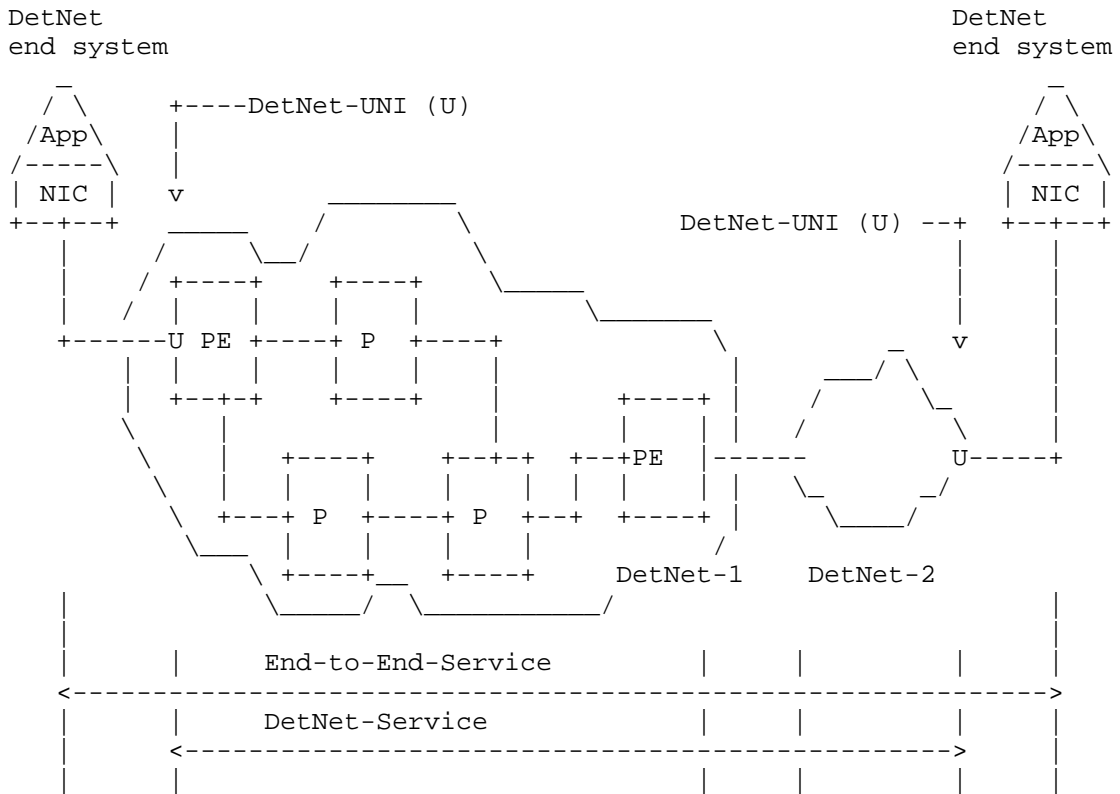 DetNet DetNet
end system end system
+----DetNet-UNI (U)
App App
NIC NIC
v
DetNet-UNI (U) --+
U PE P
v
PE
U
P P
DetNet-1 DetNet-2
End-to-End-Service
DetNet-Service